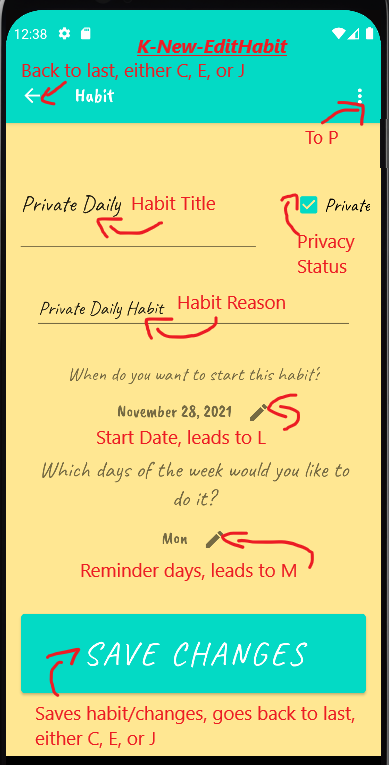 12:38
K-New-EditHabit
Back to last, either C, E, or J
Habit
To P
Private Daily
Habit Title
Private
Privacy
Status
Private Daily Habit
Habit Reason
When do you want to start this habit?
November 28, 2021
Start Date, leads to L
Which days of the week would you like to
do it?
Mon
Reminder days, leads to M
SAVE CHANGES
Saves habit/changes, goes back to last,
either C, E, or J